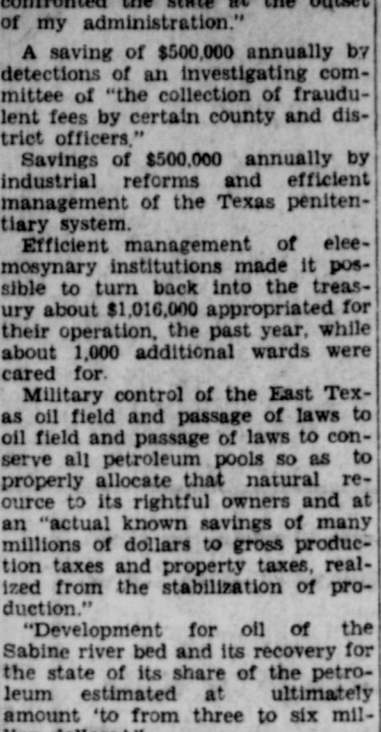 confronted the state at the outset
of my administration."
A saving of $500,000 annually by
detections of an investigating com-
mittee of "the collection of fraudu-
lent fees by certain county and dis-
trict officers."
Savings of $500,000 annually by
industrial reforms and efficient
management of the Texas peniten-
tiary system.
Efficient management of elee-
mosynary institutions made it pos-
sible to turn back into the treas-
ury about $1,016,000 appropriated for
their operation, the past year, while
about 1,000 additional wards were
cared for.
Military control of the East Tex-
as oil field and passage of laws to
oil field and passage of laws to con-
serve all petroleum pools so as to
properly allocate that natural re-
ource to its rightful owners and at
an "actual known savings of many
millions of dollars to gross produc-
tion taxes and property taxes, real-
ized from the stabilization of pro-
duction."
"Development for oil of the
Sabine river bed and its recovery for
the state of its share of the petro-
leum estimated at ultimately
amount 'to from three to six mil-